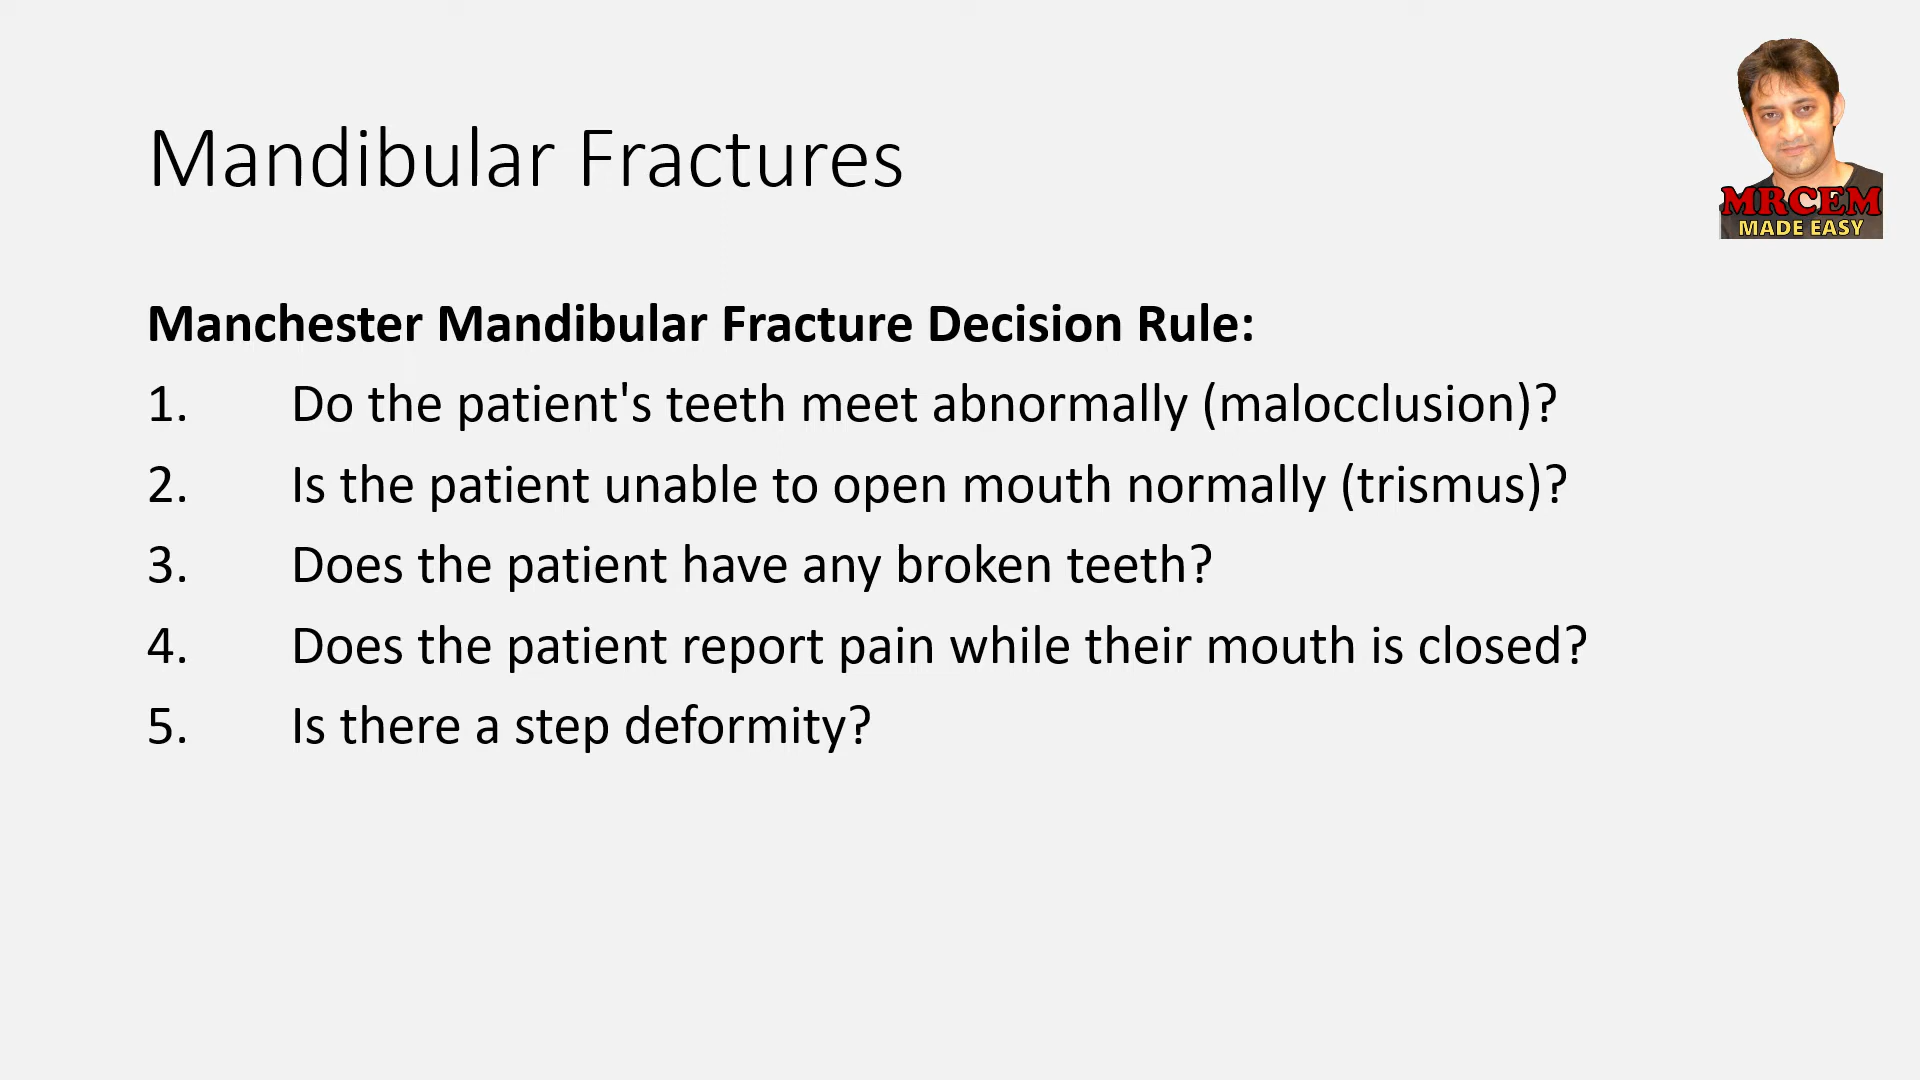 Mandibular Fractures
MRCEM
MADE EASY
Manchester Mandibular Fracture Decision Rule:
1. Do the patient's teeth meet abnormally (malocclusion)?
2. Is the patient unable to open mouth normally (trismus)?
3. Does the patient have any broken teeth?
4. Does the patient report pain while their mouth is closed?
5. Is there a step deformity?